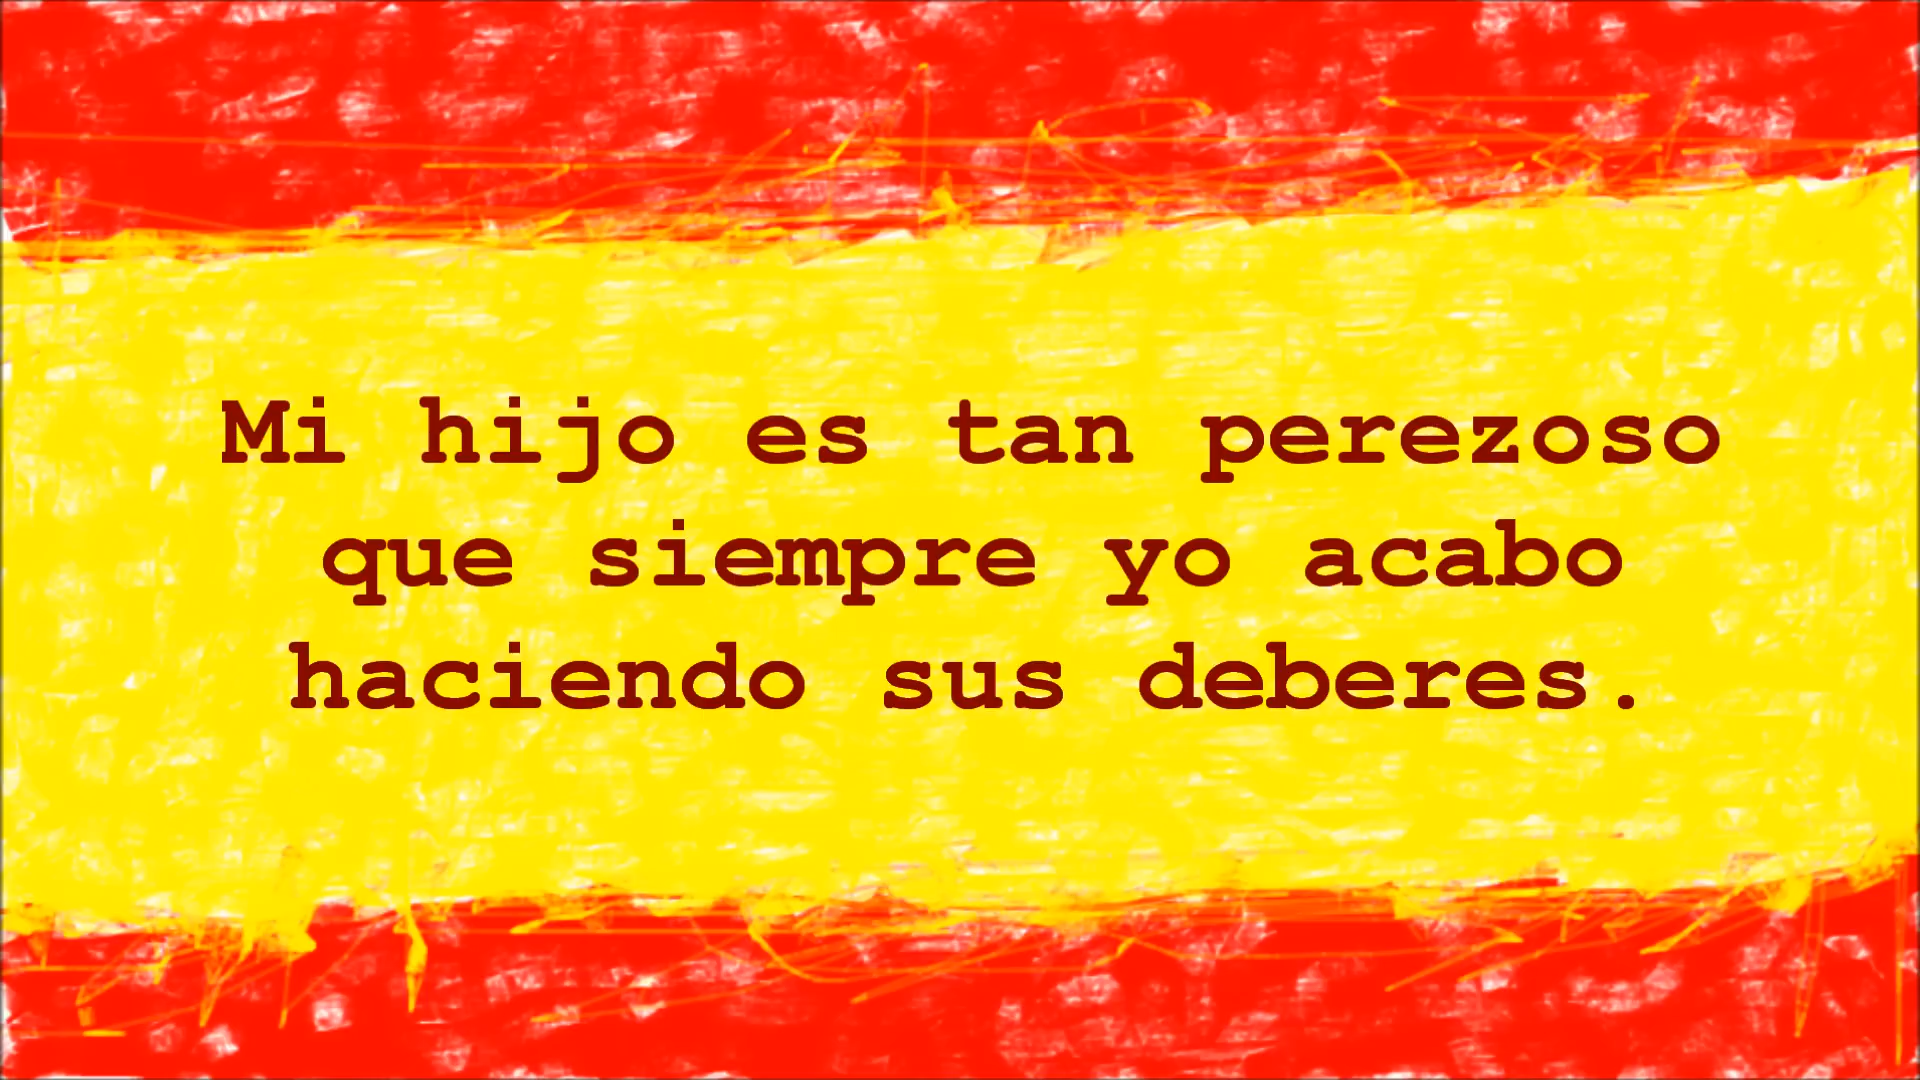 Mi hijo es tan perezoso
que siempre yo acabo
haciendo sus deberes.